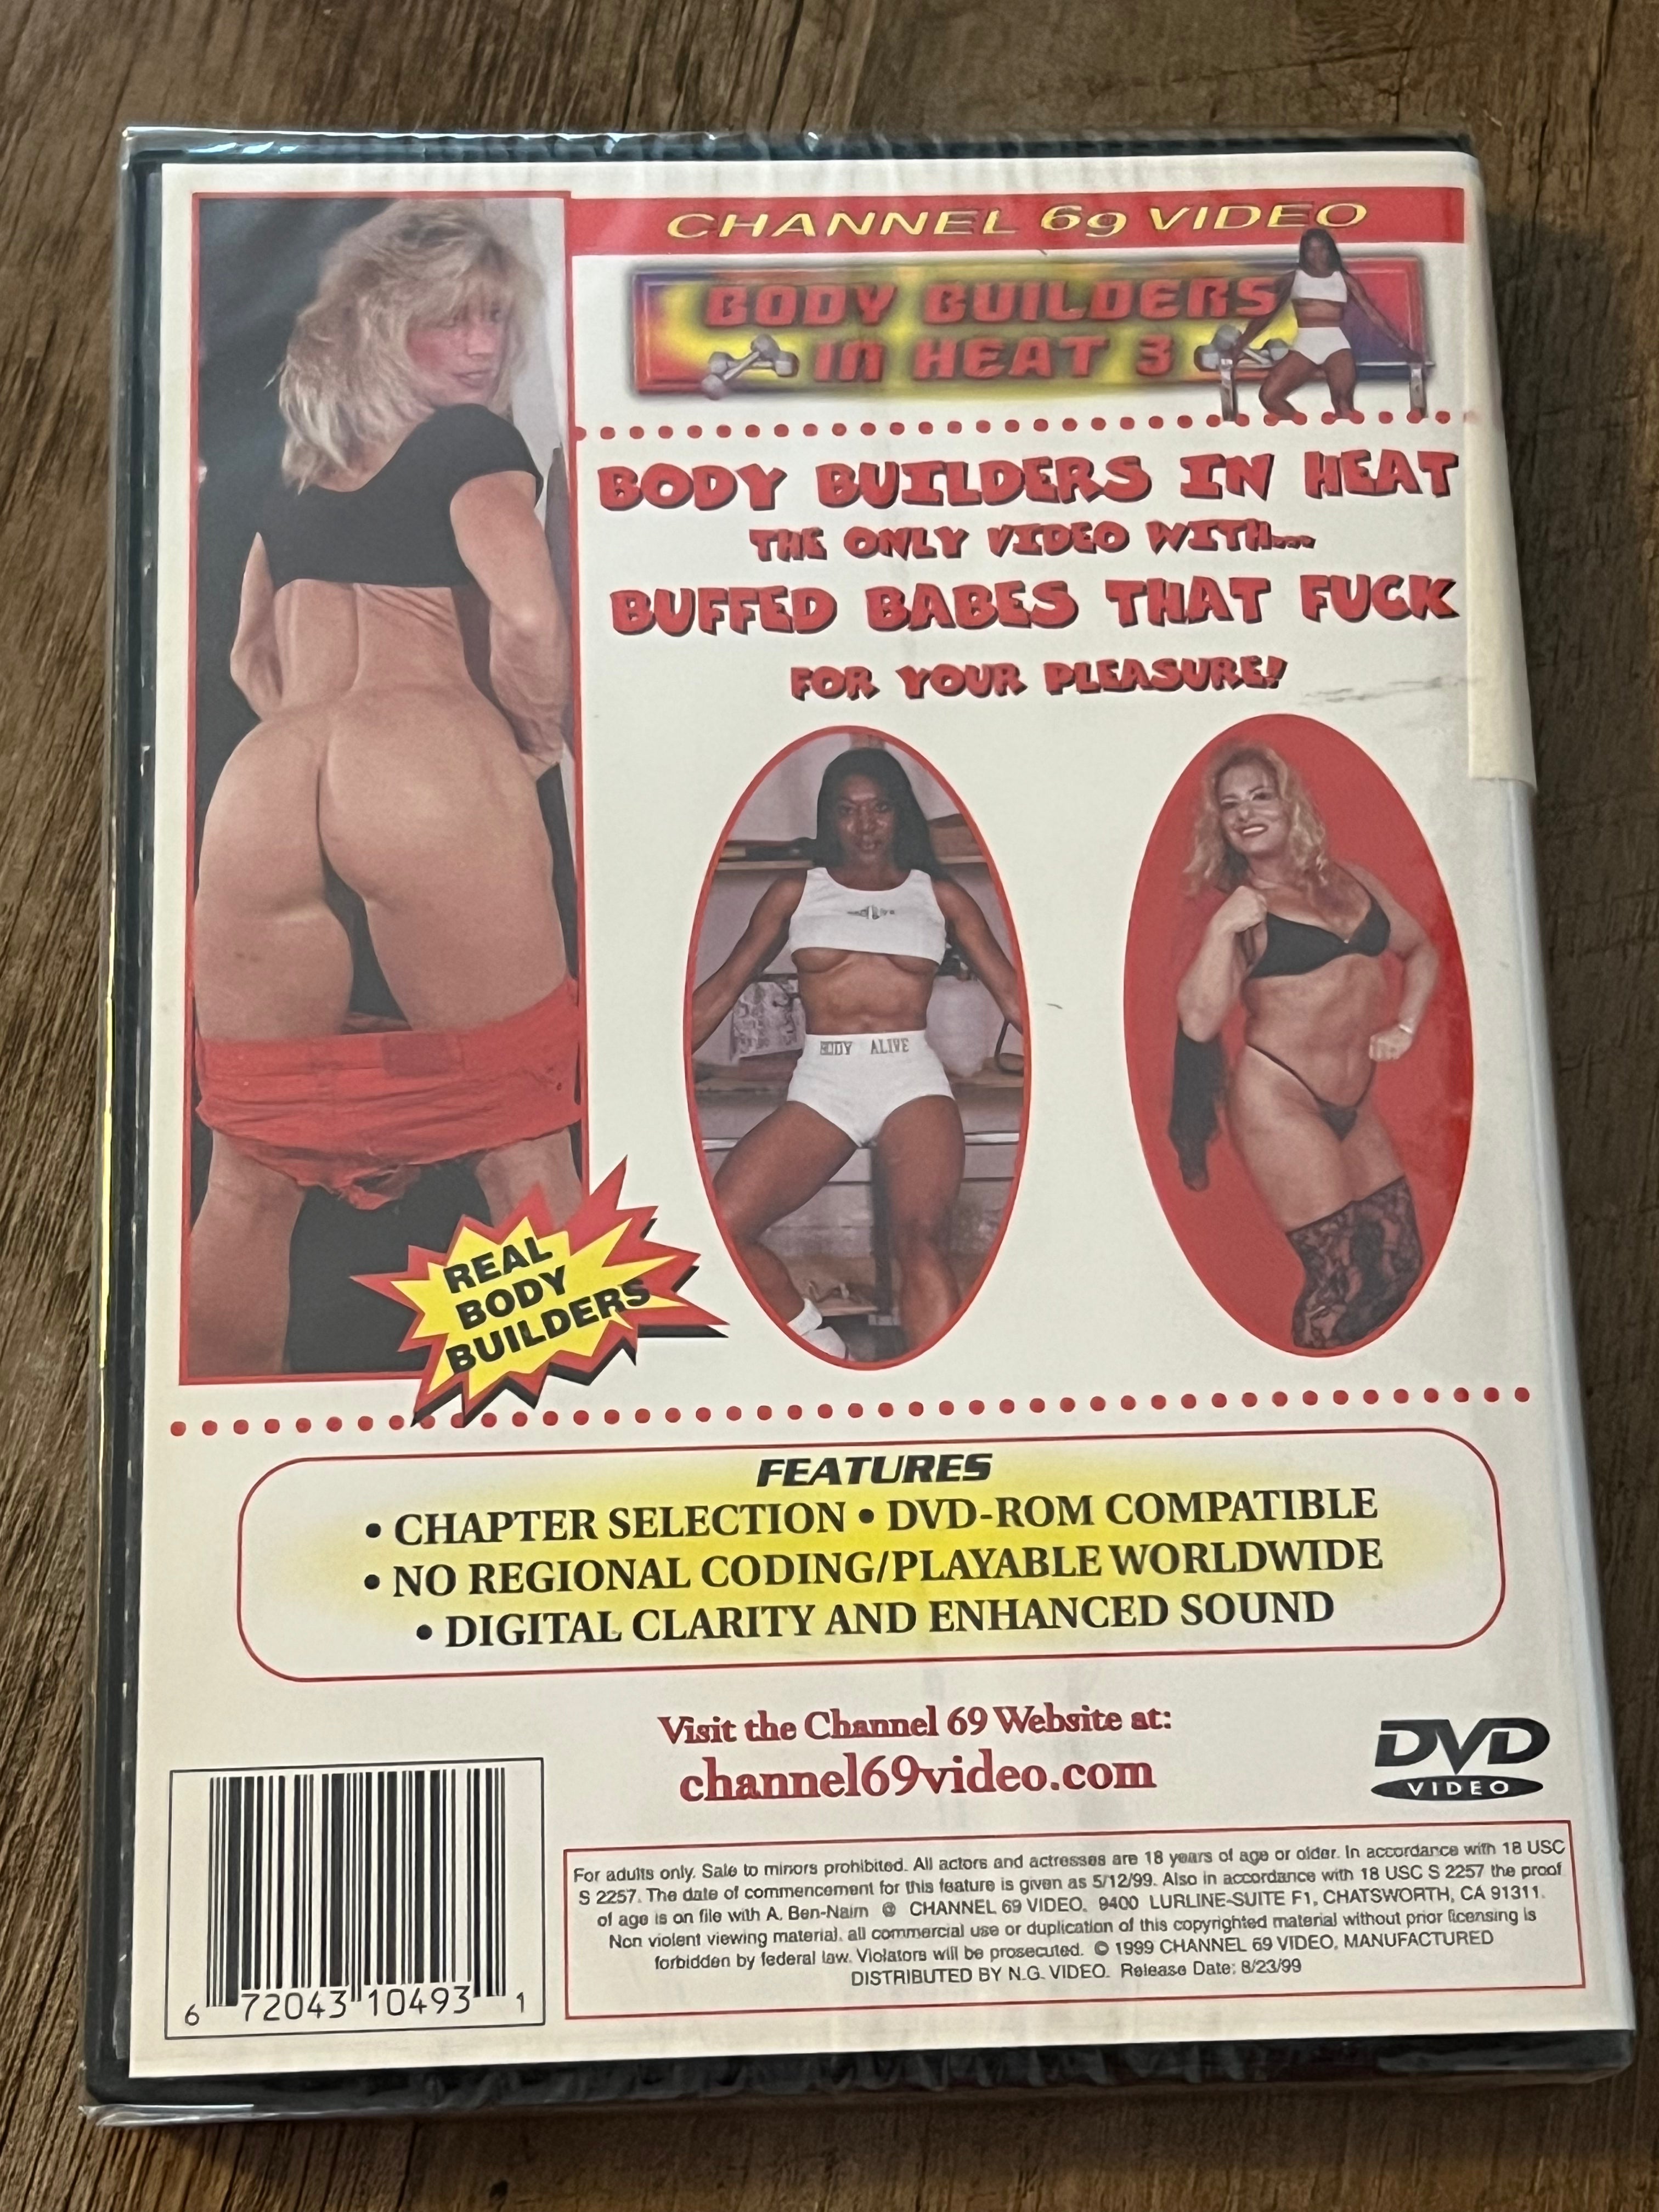 CHANNEL 69 VIDEO
BODY BUILDERS
IN HEAT 3
BODY BUILDERS IN HEAT
THE ONLY VIDEO WITH...
BUFFED BABES THAT FUCK
FOR YOUR PLEASURE!
BODY ALIVE
REAL
BODY
BUILDERS
FEATURES
• CHAPTER SELECTION • DVD-ROM COMPATIBLE
• NO REGIONAL CODING/PLAYABLE WORLDWIDE
• DIGITAL CLARITY AND ENHANCED SOUND
Visit the Channel 69 Website at:
channel69video.com
DVD
VIDEO
6 72043 10493 1
For adults only. Sale to minors prohibited. All actors and actresses are 18 years of age or older. In accordance with 18 USC
S 2257. The date of commencement for this feature is given as 5/12/99. Also in accordance with 18 USC S 2257 the proof
of age is on file with A. Ben-Naim @ CHANNEL 69 VIDEO, 9400 LURLINE-SUITE F1, CHATSWORTH, CA 91311.
Non violent viewing material, all commercial use or duplication of this copyrighted material without prior licensing is
forbidden by federal law. Violators will be prosecuted. © 1999 CHANNEL 69 VIDEO, MANUFACTURED
DISTRIBUTED BY N.G. VIDEO. Release Date: 8/23/99